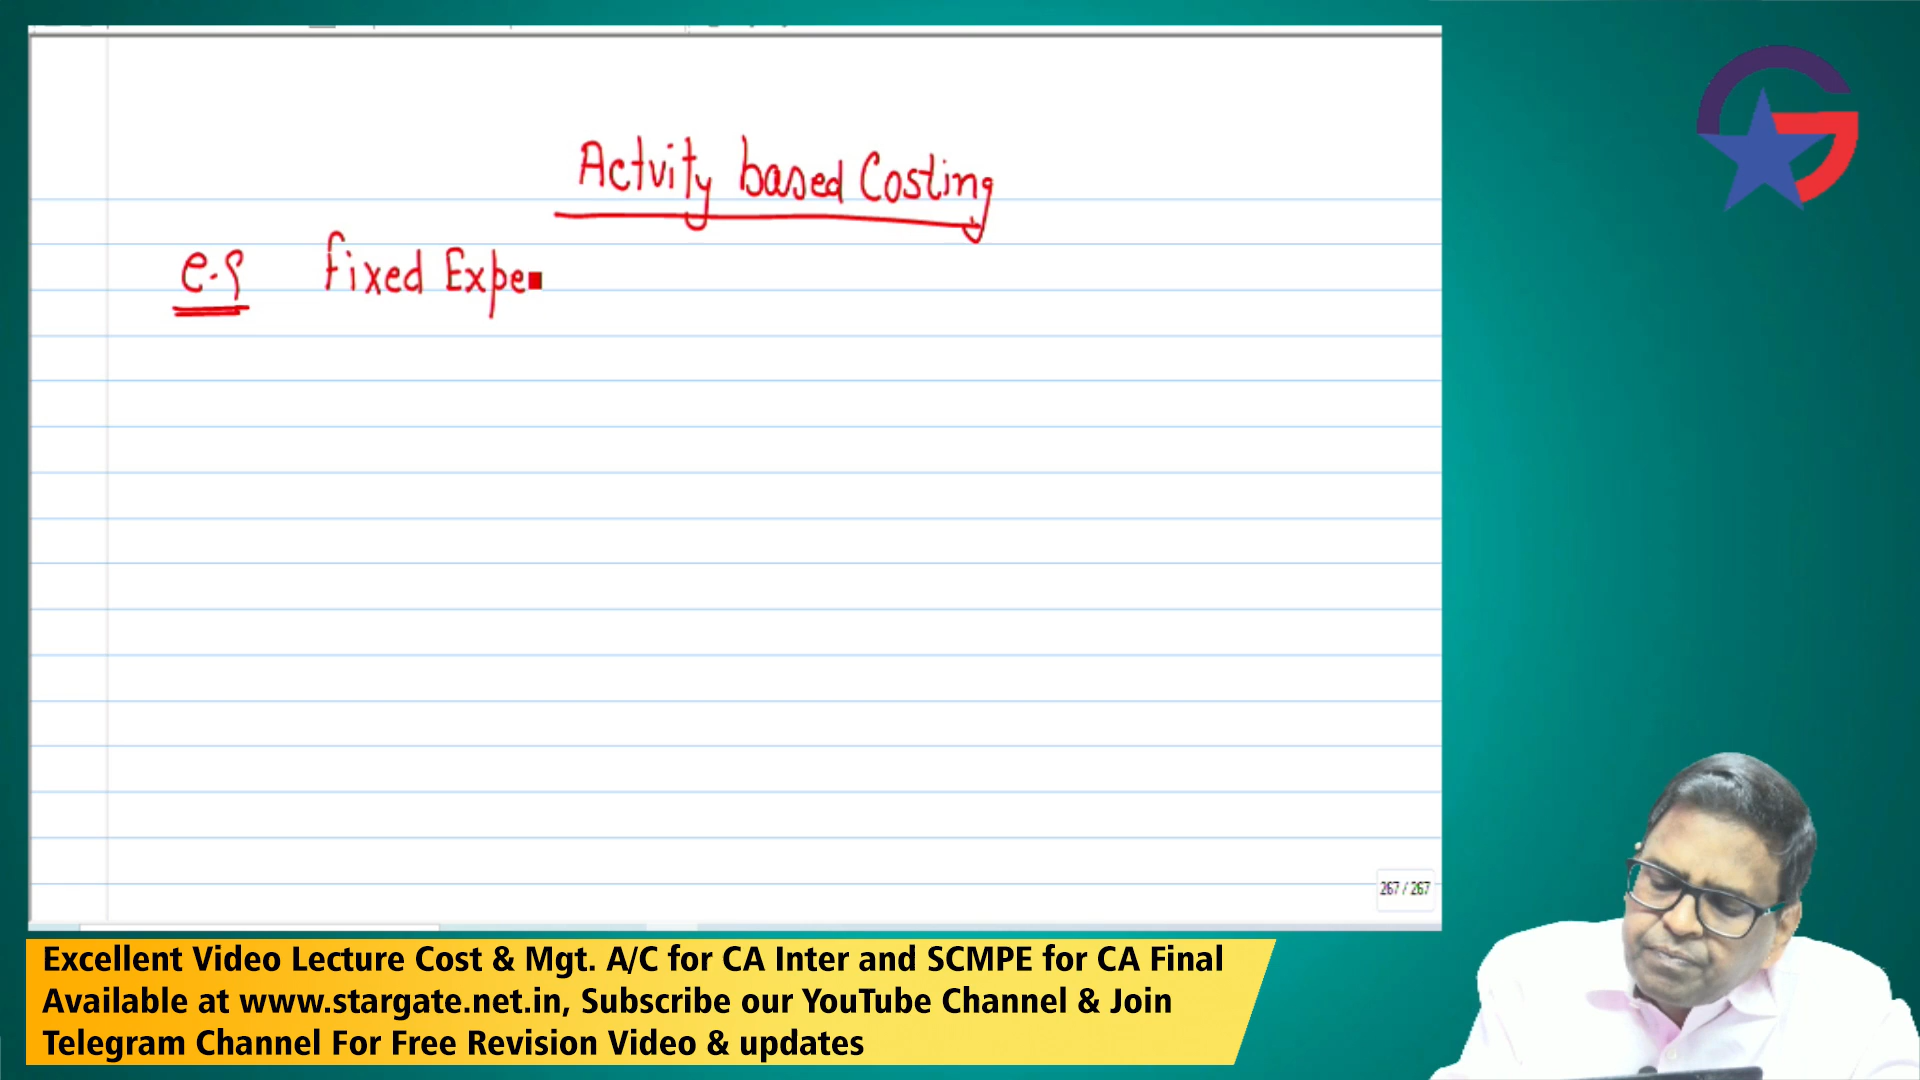 Actvity based Costing
e.g Fixed Expe
267 / 267
Excellent Video Lecture Cost & Mgt. A/C for CA Inter and SCMPE for CA Final
Available at www.stargate.net.in, Subscribe our YouTube Channel & Join
Telegram Channel For Free Revision Video & updates